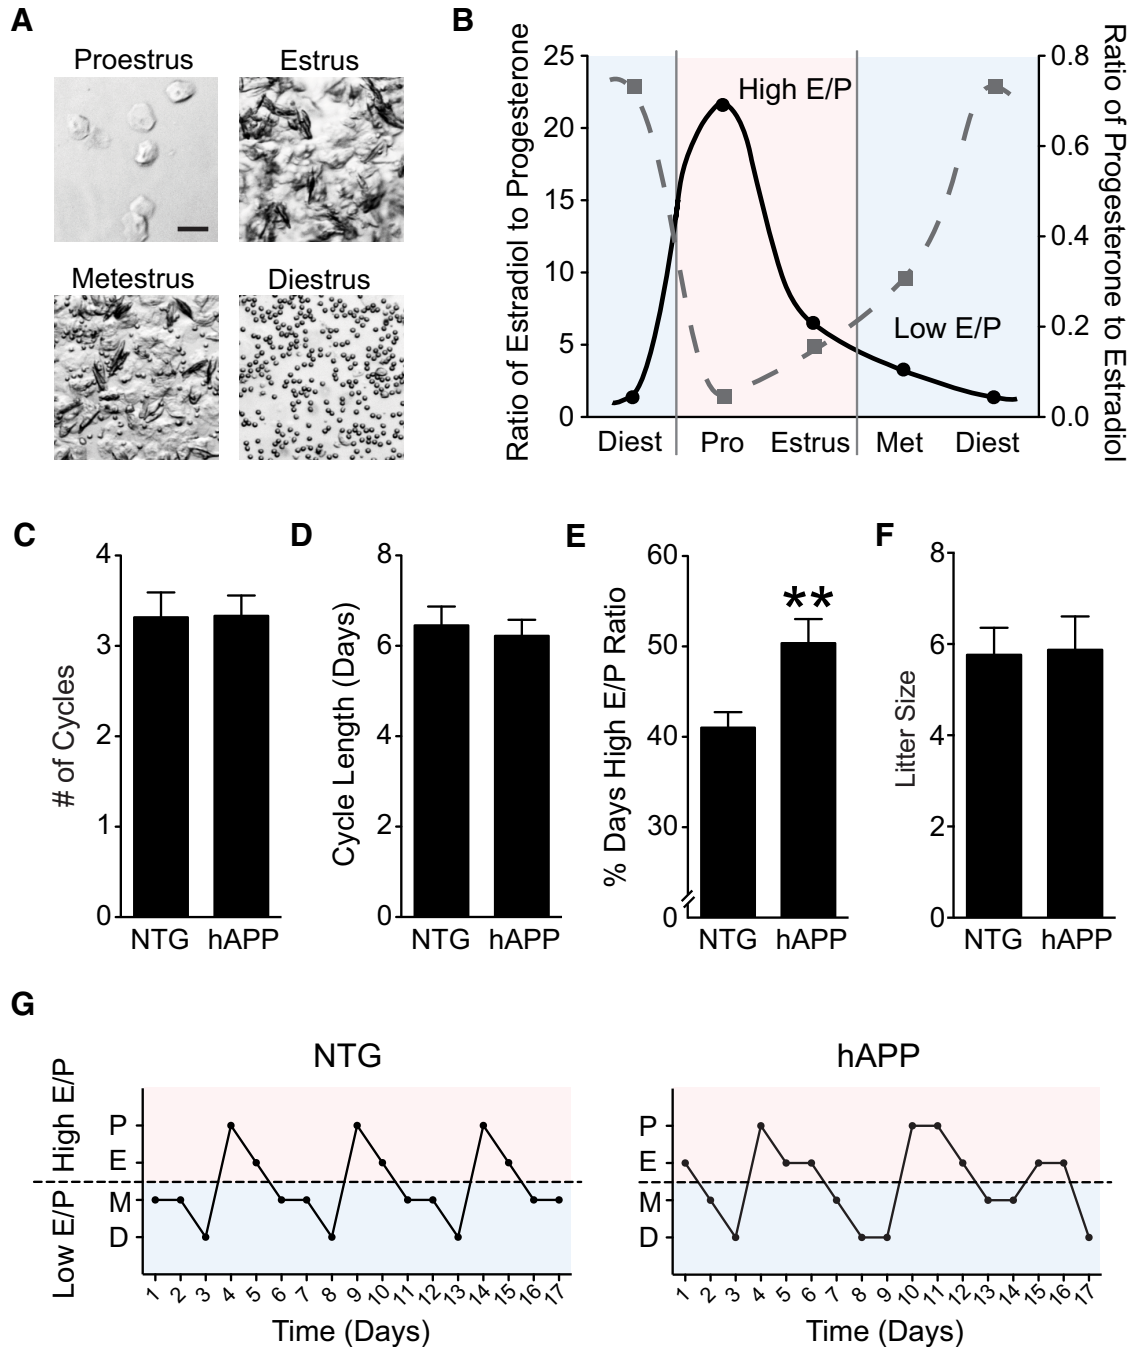 A
Proestrus
Estrus
Metestrus
Diestrus
B
Ratio of Estradiol to Progesterone
25
20
15
10
5
0
High E/P
Low E/P
0.8
0.6
0.4
0.2
0.0
Ratio of Progesterone to Estradiol
Diest Pro Estrus Met Diest
C
# of Cycles
4
3
2
1
0
NTG hAPP
D
Cycle Length (Days)
8
6
4
2
0
NTG hAPP
E
% Days High E/P Ratio
60
50
40
30
0
**
NTG hAPP
F
Litter Size
8
6
4
2
0
NTG hAPP
G
NTG
High E/P
Low E/P
P
E
M
D
1 2 3 4 5 6 7 8 9 10 11 12 13 14 15 16 17
Time (Days)
hAPP
P
E
M
D
1 2 3 4 5 6 7 8 9 10 11 12 13 14 15 16 17
Time (Days)